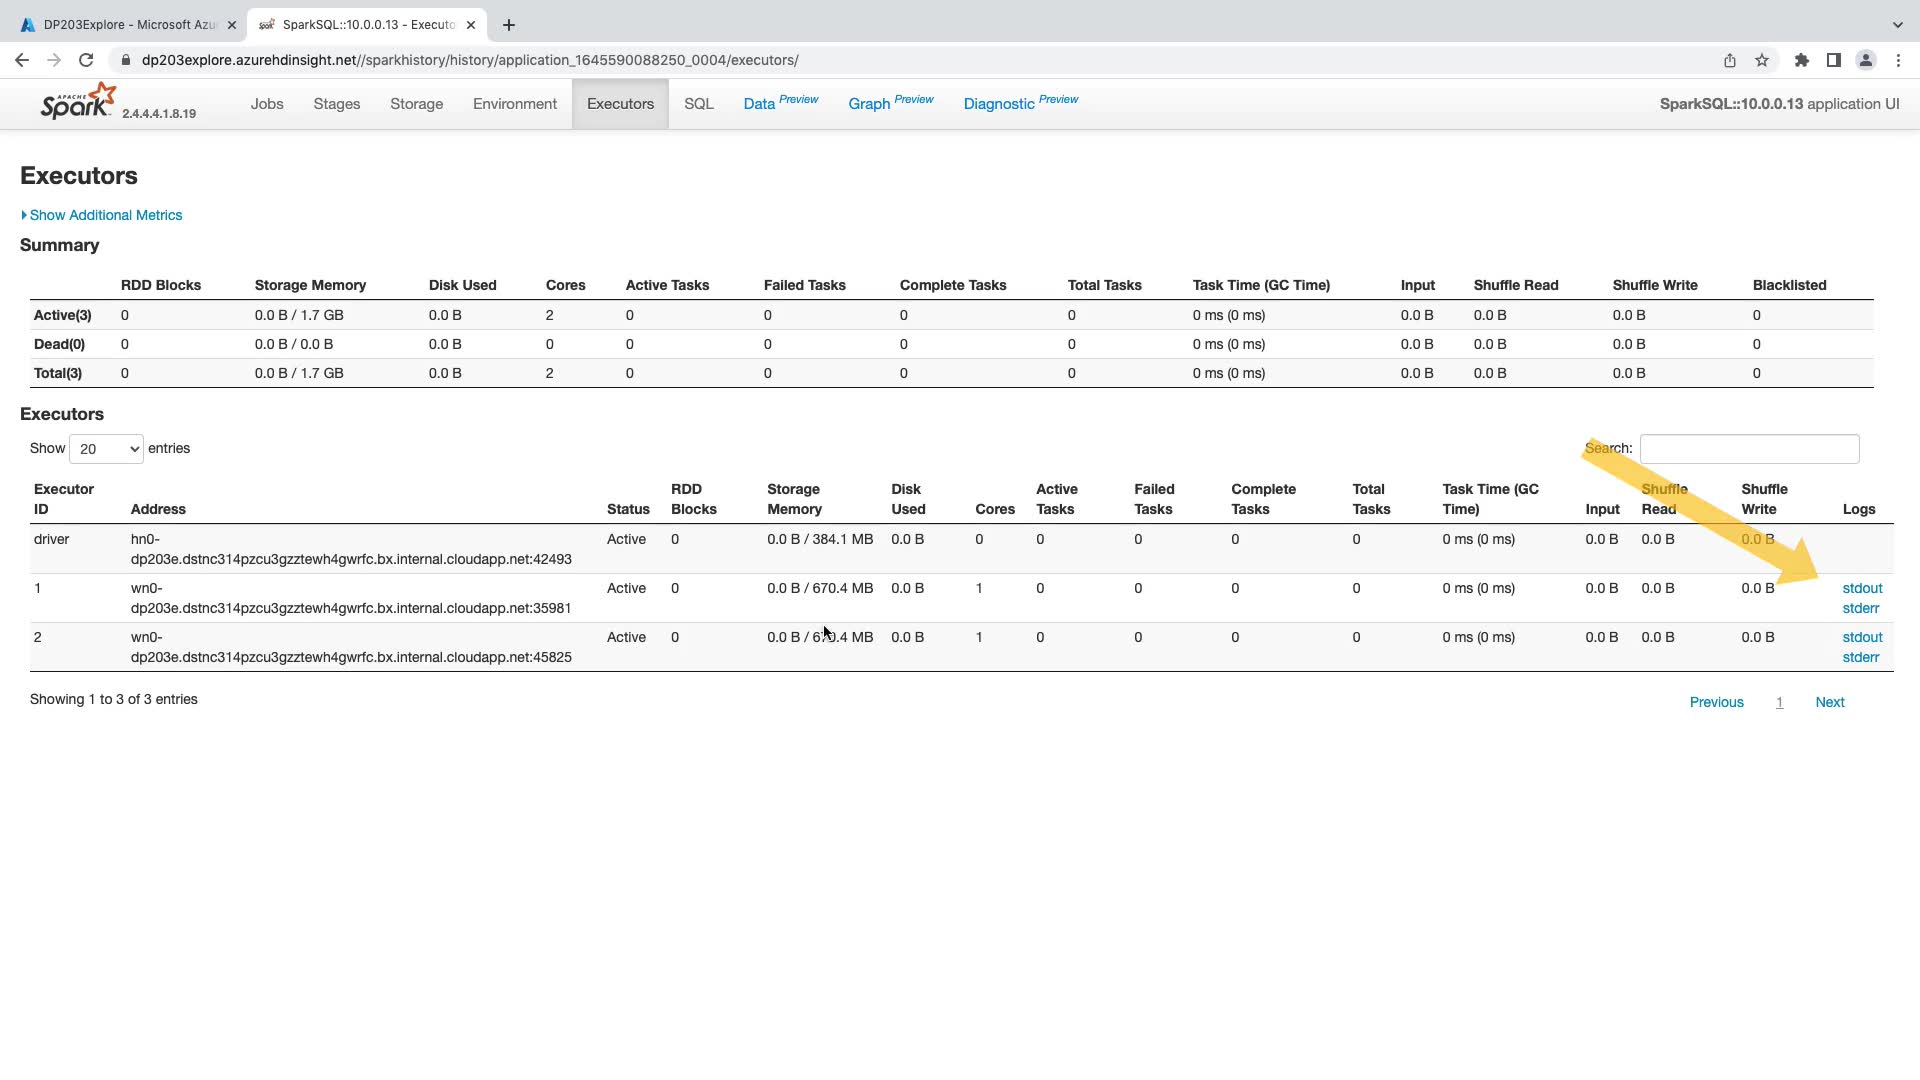 DP203Explore - Microsoft Azu
SparkSQL::10.0.0.13 - Executo
dp203explore.azurehdinsight.net//sparkhistory/history/application_1645590088250_0004/executors/
APACHE Spark 2.4.4.4.1.8.19 Jobs Stages Storage Environment Executors SQL Data Preview Graph Preview Diagnostic Preview SparkSQL::10.0.0.13 application UI
Executors
Show Additional Metrics
Summary
RDD Blocks Storage Memory Disk Used Cores Active Tasks Failed Tasks Complete Tasks Total Tasks Task Time (GC Time) Input Shuffle Read Shuffle Write Blacklisted
Active(3) 0 0.0 B / 1.7 GB 0.0 B 2 0 0 0 0 0 ms (0 ms) 0.0 B 0.0 B 0.0 B 0
Dead(0) 0 0.0 B / 0.0 B 0.0 B 0 0 0 0 0 0 ms (0 ms) 0.0 B 0.0 B 0.0 B 0
Total(3) 0 0.0 B / 1.7 GB 0.0 B 2 0 0 0 0 0 ms (0 ms) 0.0 B 0.0 B 0.0 B 0
Executors
Show 20 entries Search:
Executor RDD Storage Disk Active Failed Complete Total Task Time (GC Shuffle Shuffle
ID Address Status Blocks Memory Used Cores Tasks Tasks Tasks Tasks Time) Input Read Write Logs
driver hn0- Active 0 0.0 B / 384.1 MB 0.0 B 0 0 0 0 0 0 ms (0 ms) 0.0 B 0.0 B 0.0 B
dp203e.dstnc314pzcu3gzztewh4gwrfc.bx.internal.cloudapp.net:42493
1 wn0- Active 0 0.0 B / 670.4 MB 0.0 B 1 0 0 0 0 0 ms (0 ms) 0.0 B 0.0 B 0.0 B stdout
dp203e.dstnc314pzcu3gzztewh4gwrfc.bx.internal.cloudapp.net:35981 stderr
2 wn0- Active 0 0.0 B / 670.4 MB 0.0 B 1 0 0 0 0 0 ms (0 ms) 0.0 B 0.0 B 0.0 B stdout
dp203e.dstnc314pzcu3gzztewh4gwrfc.bx.internal.cloudapp.net:45825 stderr
Showing 1 to 3 of 3 entries Previous 1 Next